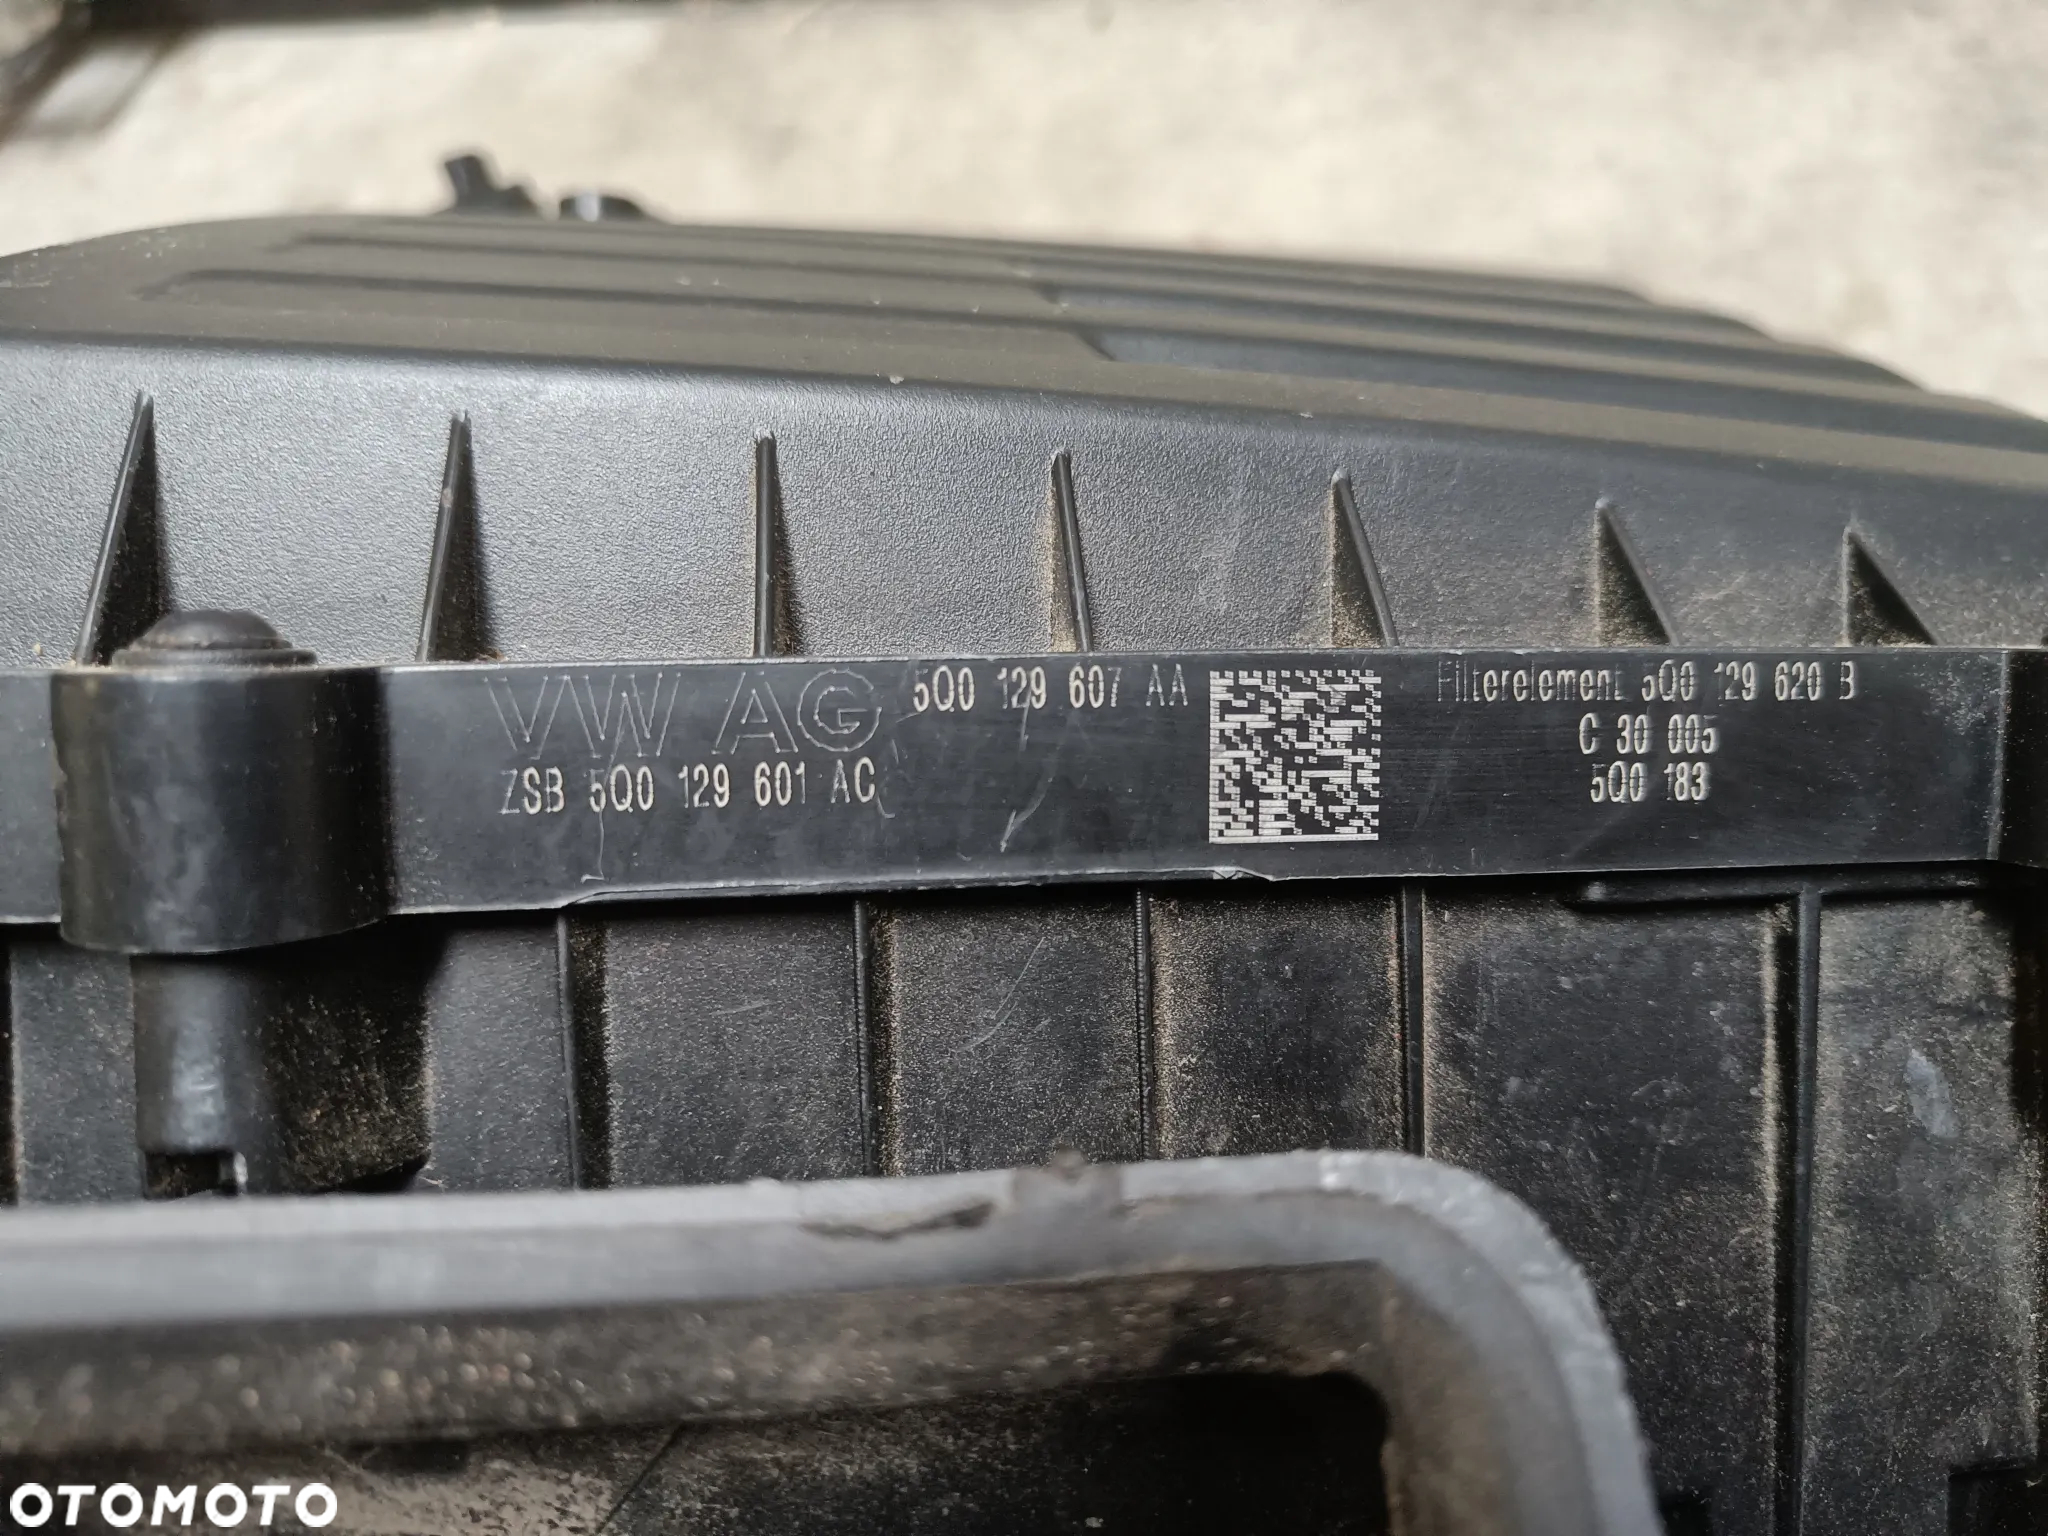 VW AG 5Q0 129 607 AA
ZSB 5Q0 129 601 AC
Filterelement 5Q0 129 620 B
C 30 005
5Q0 183
OTOMOTO